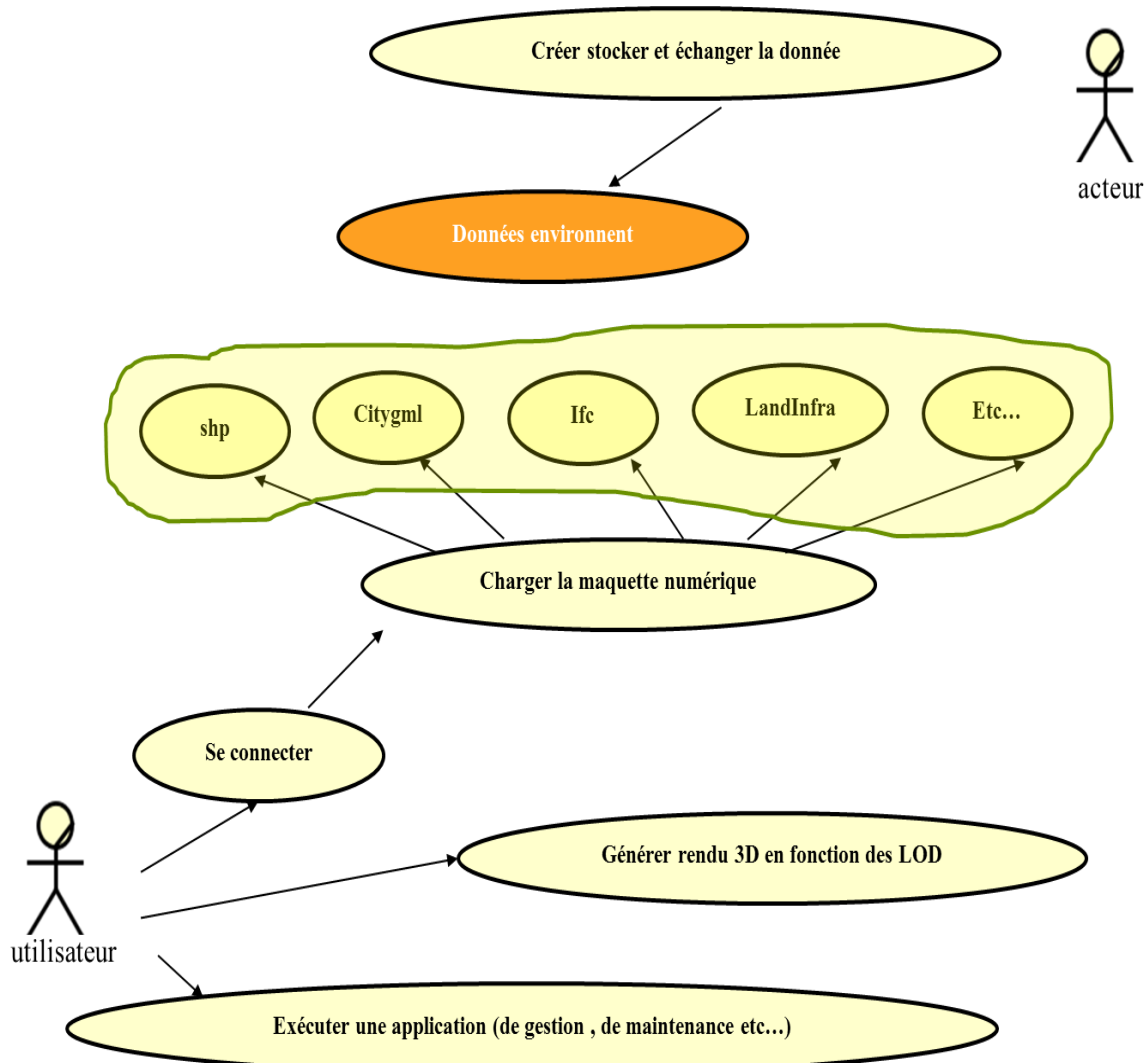 Créer stocker et échanger la donnée
acteur
Données environnent
shp
Citygml
Ifc
LandInfra
Etc…
Charger la maquette numérique
Se connecter
utilisateur
Générer rendu 3D en fonction des LOD
Exécuter une application (de gestion , de maintenance etc…)